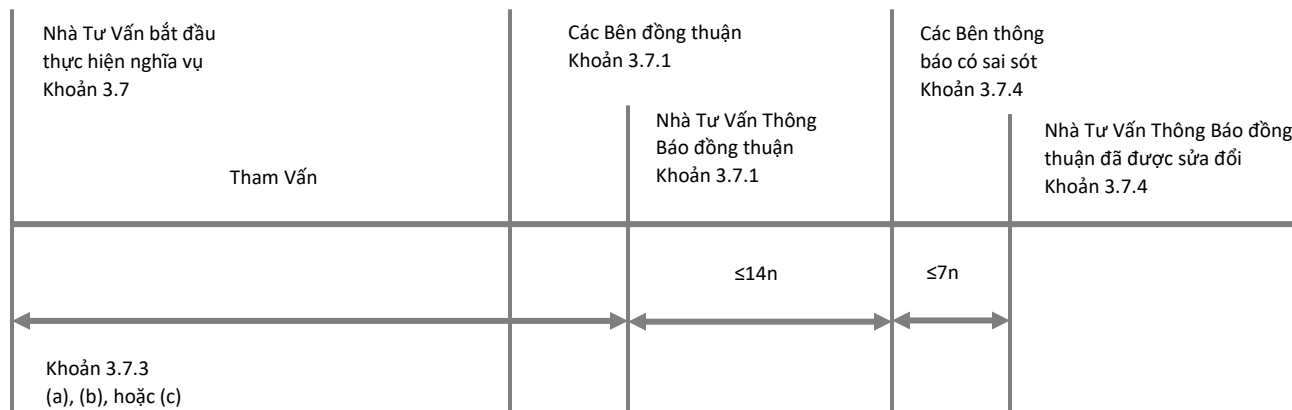 Nhà Tư Vấn bắt đầu
thực hiện nghĩa vụ
Khoản 3.7
Các Bên đồng thuận
Khoản 3.7.1
Các Bên thông
báo có sai sót
Khoản 3.7.4
Nhà Tư Vấn Thông
Báo đồng thuận
Khoản 3.7.1
Nhà Tư Vấn Thông Báo đồng
thuận đã được sửa đổi
Khoản 3.7.4
Tham Vấn
≤14n
≤7n
Khoản 3.7.3
(a), (b), hoặc (c)